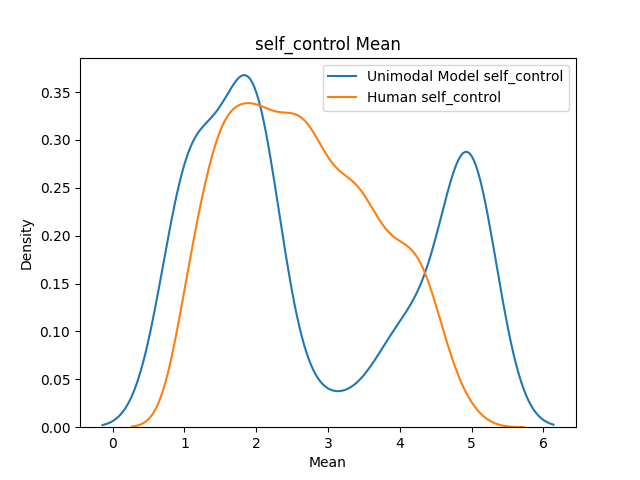 self_control Mean
Unimodal Model self_control
Human self_control
0.35
0.30
0.25
0.20
0.15
0.10
0.05
0.00
Density
0 1 2 3 4 5 6
Mean